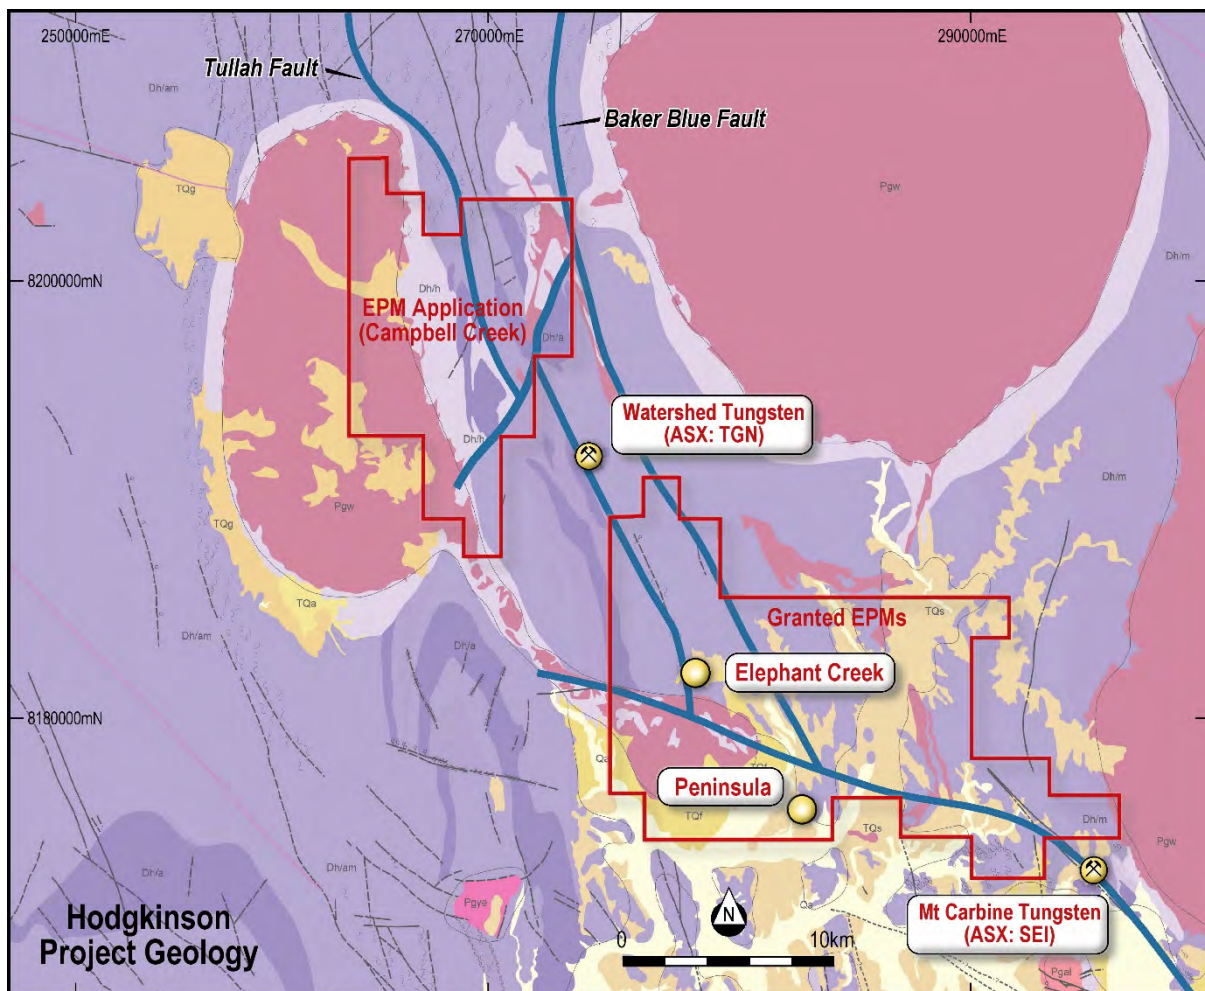 250000mE
270000mE
290000mE
Tullah Fault
Dh/am
Baker Blue Fault
TQg
Pgw
Dh/m
8200000mN
Dh/h
EPM Application
(Campbell Creek)
Dh/a
Watershed Tungsten
(ASX: TGN)
Dh/h
Dh/m
Pgw
TQg
TQa
Granted EPMs
TQs
Dh/am
Dh/a
Elephant Creek
8180000mN
Qa
TQf
Peninsula
TQf
TQs
Dh/m
Pgw
Dh/a
Dh/am
Pgye
Qa
Hodgkinson
Project Geology
N
0
10km
Mt Carbine Tungsten
(ASX: SEI)
Pgal